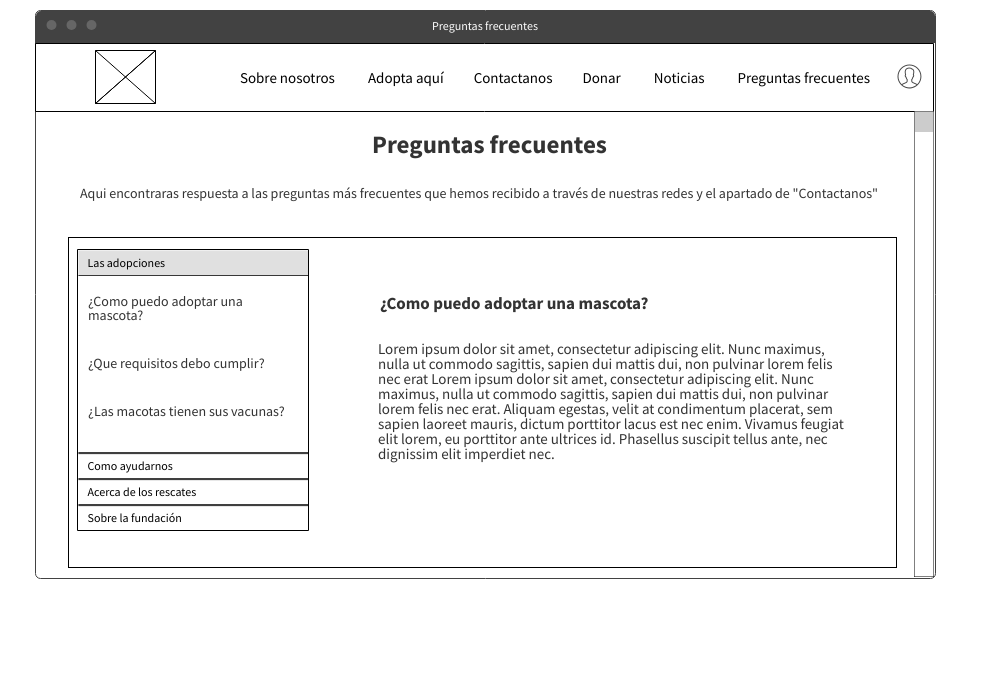 Preguntas frecuentes
Sobre nosotros Adopta aquí Contactanos Donar Noticias Preguntas frecuentes
Preguntas frecuentes
Aqui encontraras respuesta a las preguntas más frecuentes que hemos recibido a través de nuestras redes y el apartado de "Contactanos"
Las adopciones
¿Como puedo adoptar una
mascota?
¿Que requisitos debo cumplir?
¿Las macotas tienen sus vacunas?
Como ayudarnos
Acerca de los rescates
Sobre la fundación
¿Como puedo adoptar una mascota?
Lorem ipsum dolor sit amet, consectetur adipiscing elit. Nunc maximus,
nulla ut commodo sagittis, sapien dui mattis dui, non pulvinar lorem felis
nec erat Lorem ipsum dolor sit amet, consectetur adipiscing elit. Nunc
maximus, nulla ut commodo sagittis, sapien dui mattis dui, non pulvinar
lorem felis nec erat. Aliquam egestas, velit at condimentum placerat, sem
sapien laoreet mauris, dictum porttitor lacus est nec enim. Vivamus feugiat
elit lorem, eu porttitor ante ultrices id. Phasellus suscipit tellus ante, nec
dignissim elit imperdiet nec.